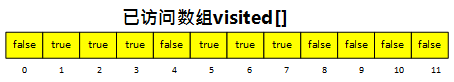 已访问数组visited[]
false true true true false true true true false false false false
0 1 2 3 4 5 6 7 8 9 10 11